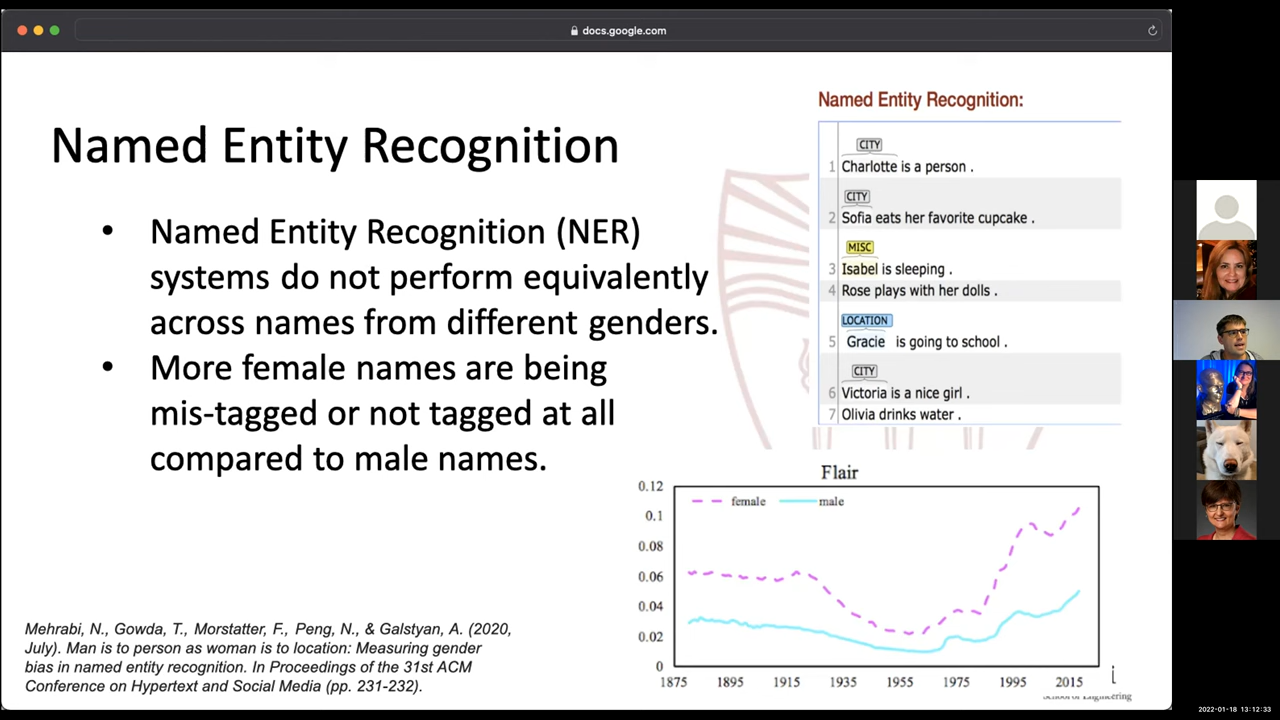 docs.google.com
Named Entity Recognition
• Named Entity Recognition (NER)
systems do not perform equivalently
across names from different genders.
• More female names are being
mis-tagged or not tagged at all
compared to male names.
Mehrabi, N., Gowda, T., Morstatter, F., Peng, N., & Galstyan, A. (2020,
July). Man is to person as woman is to location: Measuring gender
bias in named entity recognition. In Proceedings of the 31st ACM
Conference on Hypertext and Social Media (pp. 231-232).
Named Entity Recognition:
CITY
1 Charlotte is a person .
CITY
2 Sofia eats her favorite cupcake .
MISC
3 Isabel is sleeping .
4 Rose plays with her dolls .
LOCATION
5 Gracie is going to school .
CITY
6 Victoria is a nice girl .
7 Olivia drinks water .
Flair
female male
0.12
0.1
0.08
0.06
0.04
0.02
0
1875 1895 1915 1935 1955 1975 1995 2015
School of Engineering
2022-01-18 13:12:33